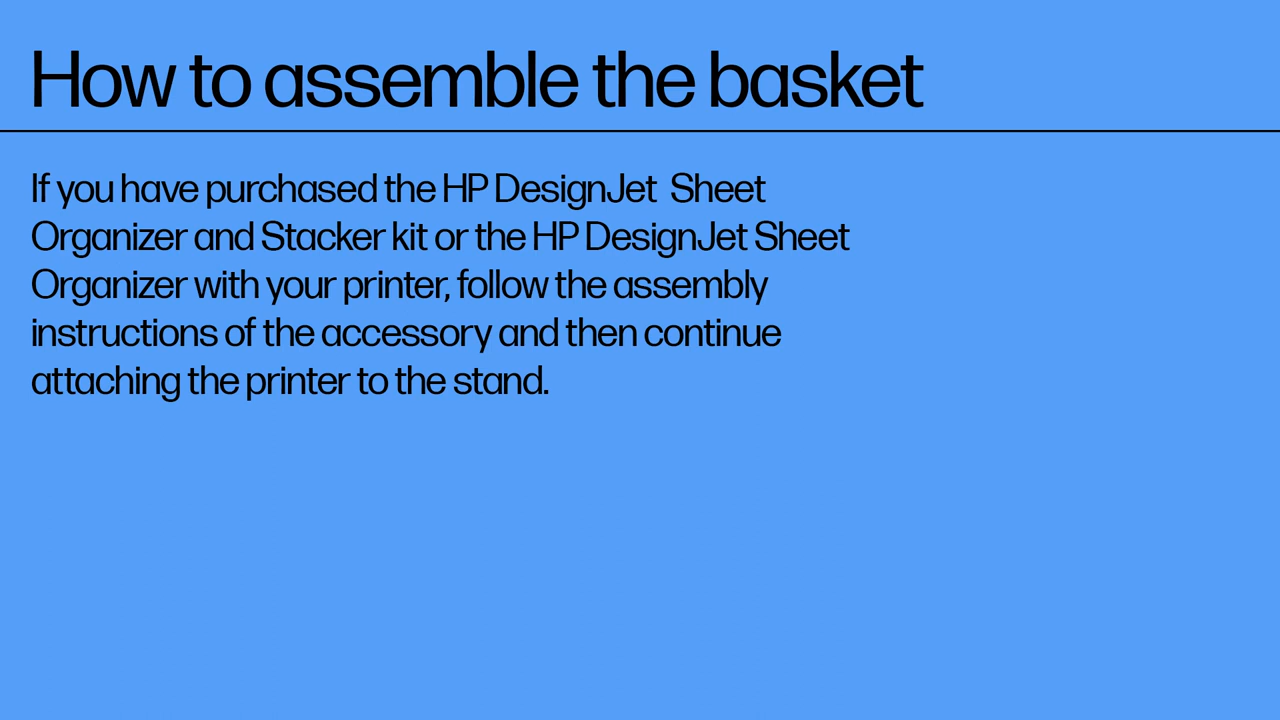 How to assemble the basket
If you have purchased the HP DesignJet  Sheet
Organizer and Stacker kit or the HP DesignJet Sheet
Organizer with your printer, follow the assembly
instructions of the accessory and then continue
attaching the printer to the stand.